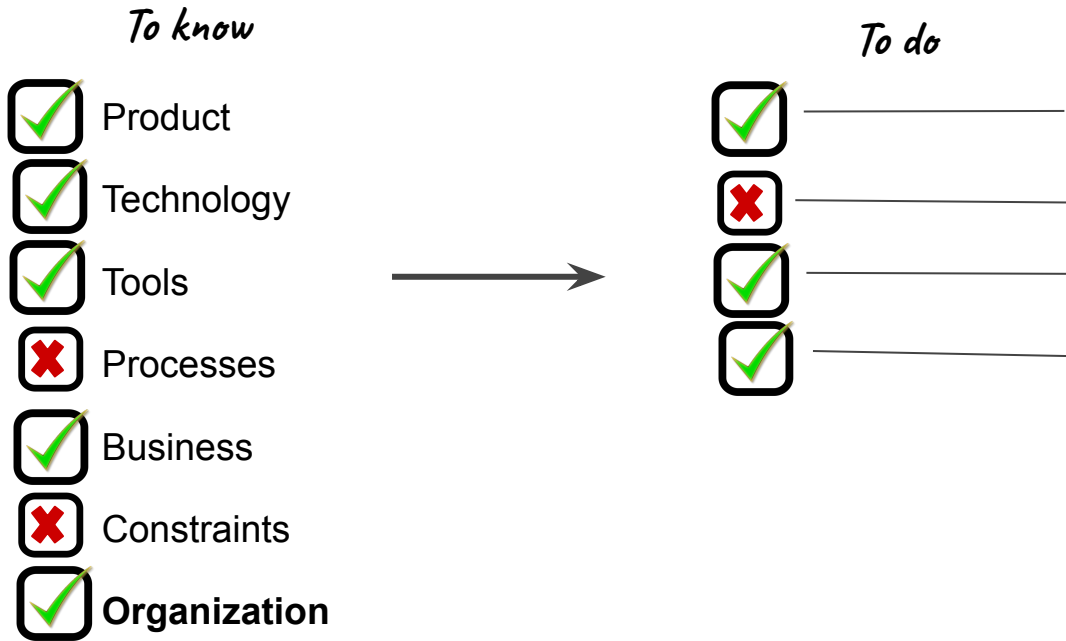 To know
Product
Technology
Tools
Processes
Business
Constraints
Organization
To do